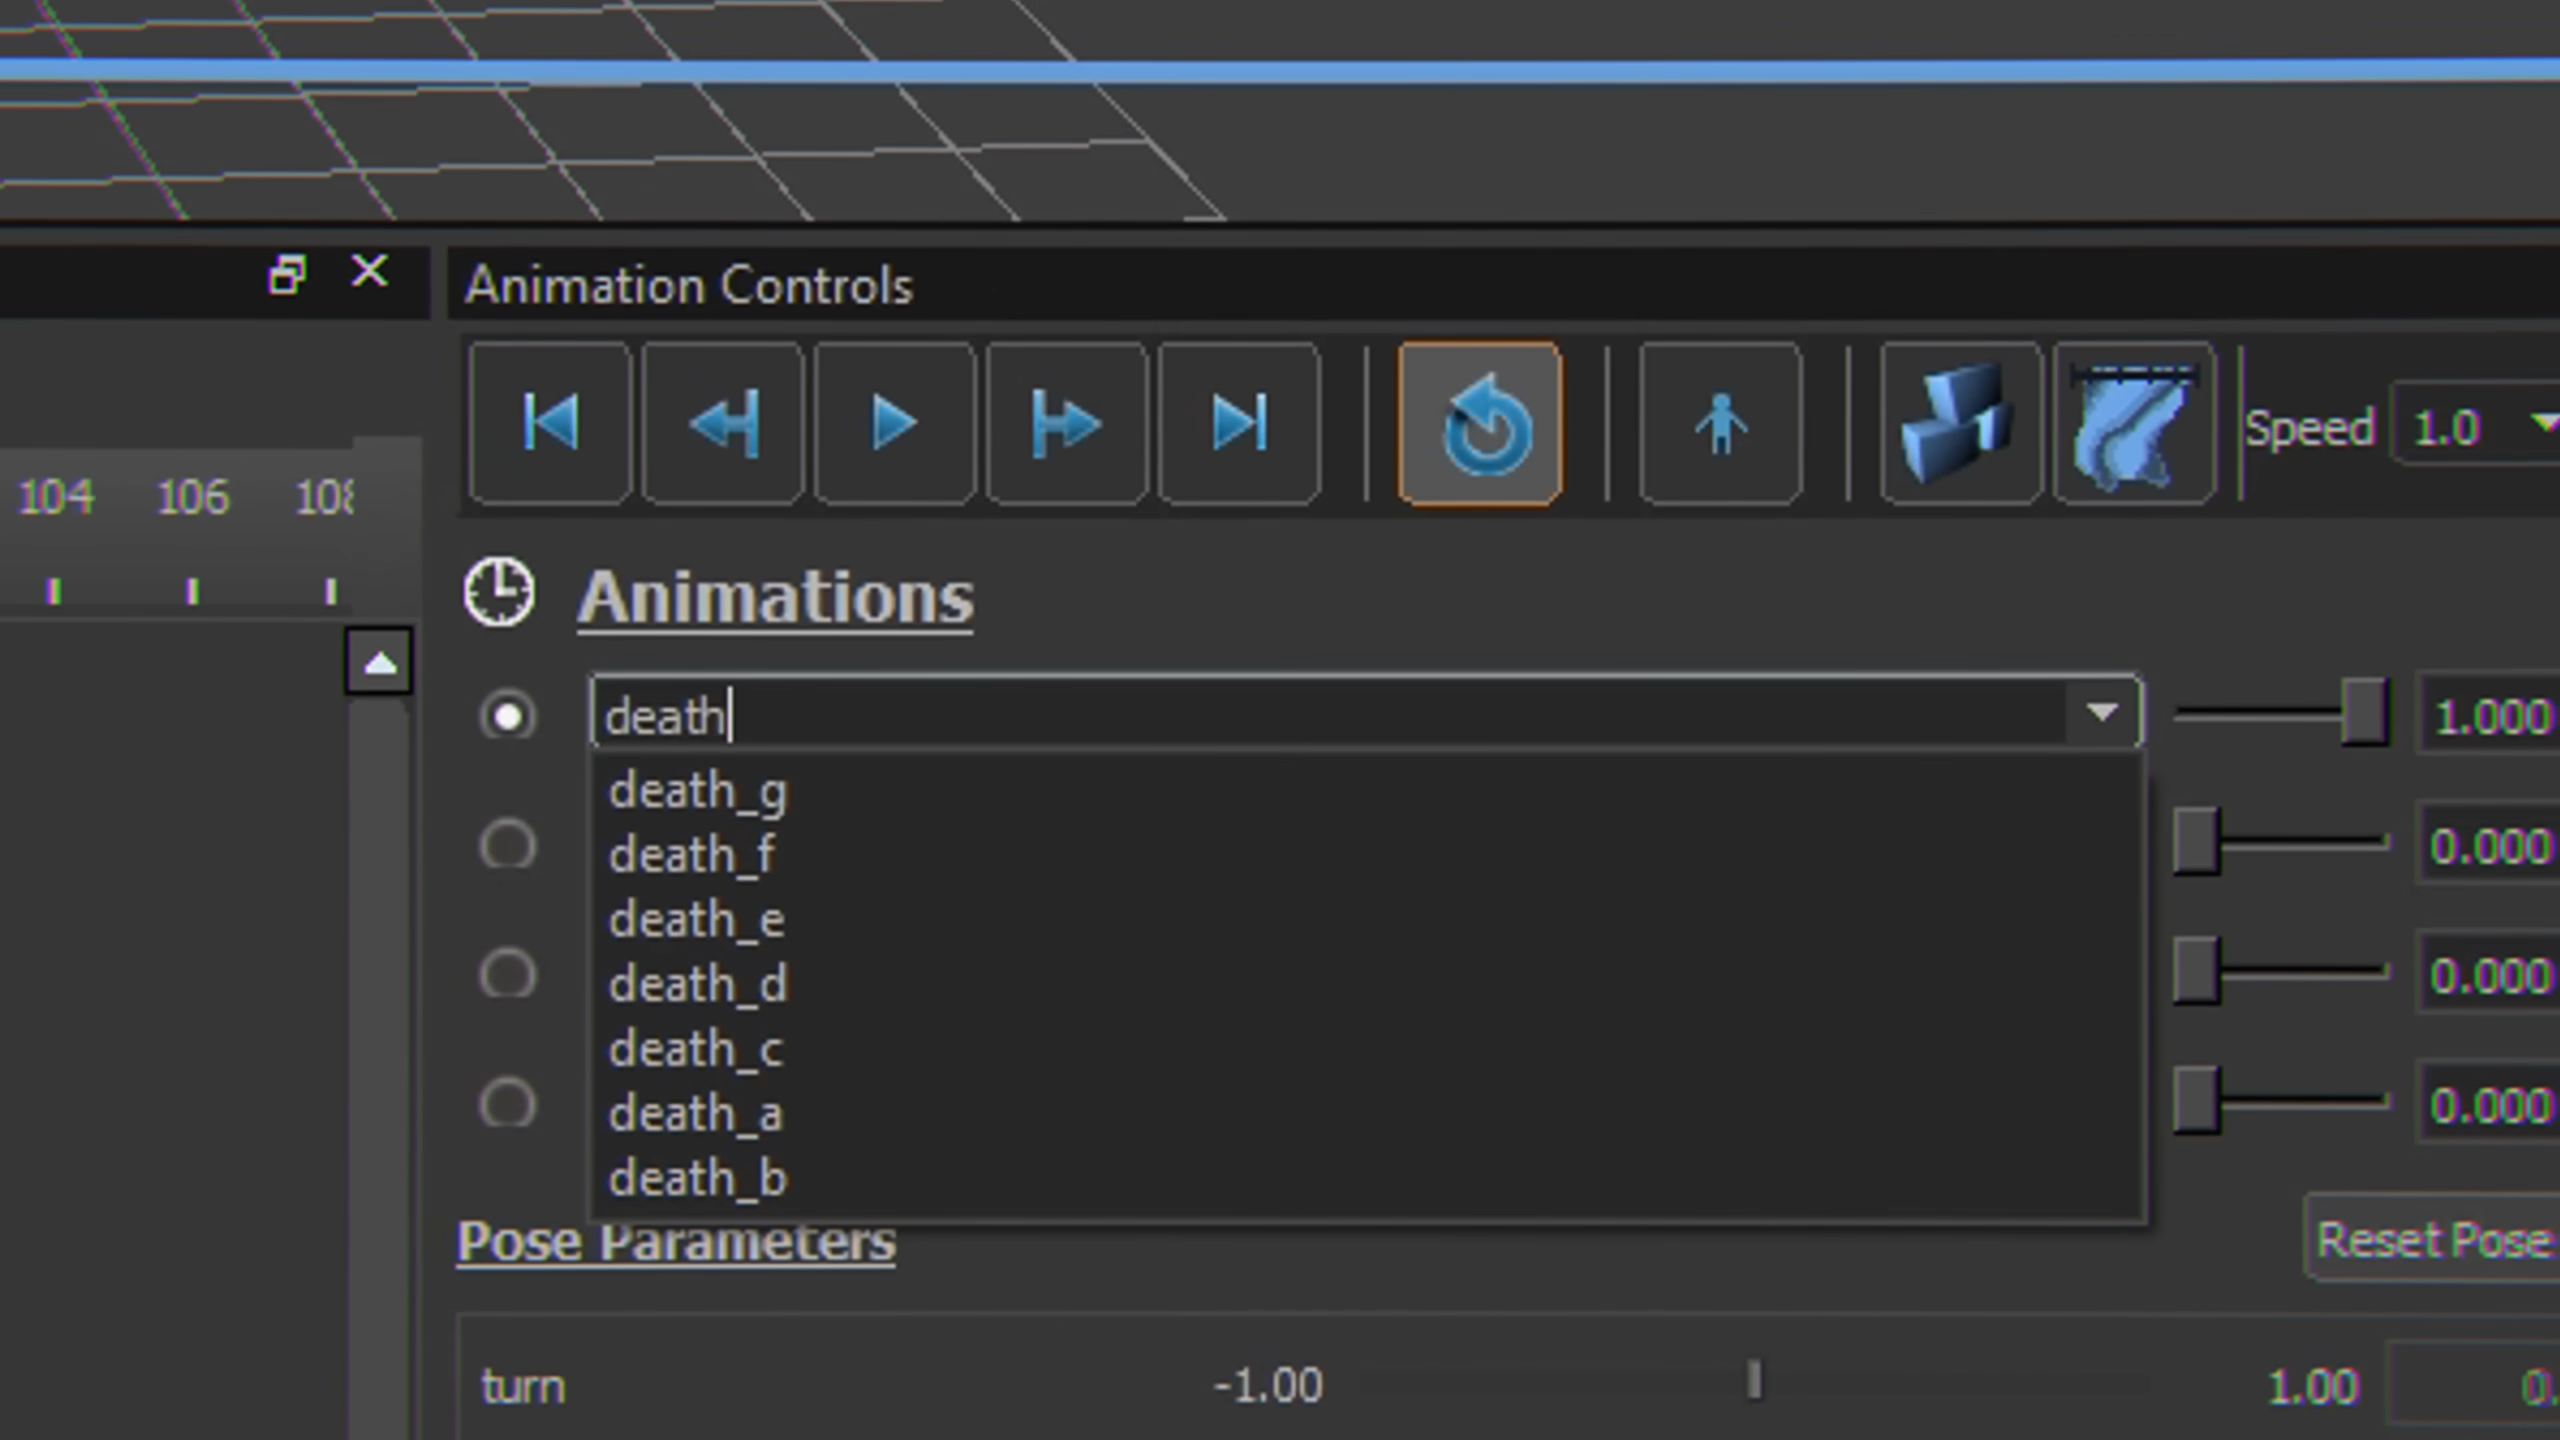 Animation Controls
Speed 1.0
104 106
Animations
death 1.000
death_g
death_f 0.000
death_e
death_d 0.000
death_c
death_a 0.000
death_b
Pose Parameters Reset Pose
turn -1.00 1.00